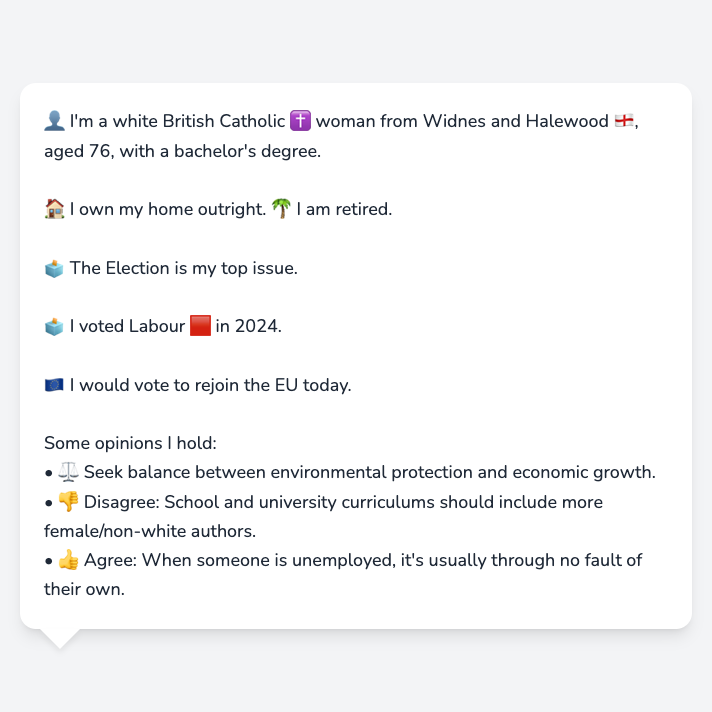 👤 I'm a white British Catholic ✝️ woman from Widnes and Halewood 🏴󠁧󠁢󠁥󠁮󠁧󠁿,
aged 76, with a bachelor's degree.
🏠 I own my home outright. 🌴 I am retired.
🗳️ The Election is my top issue.
🗳️ I voted Labour 🟥 in 2024.
🇪🇺 I would vote to rejoin the EU today.
Some opinions I hold:
• ⚖️ Seek balance between environmental protection and economic growth.
• 👎 Disagree: School and university curriculums should include more
female/non-white authors.
• 👍 Agree: When someone is unemployed, it's usually through no fault of
their own.